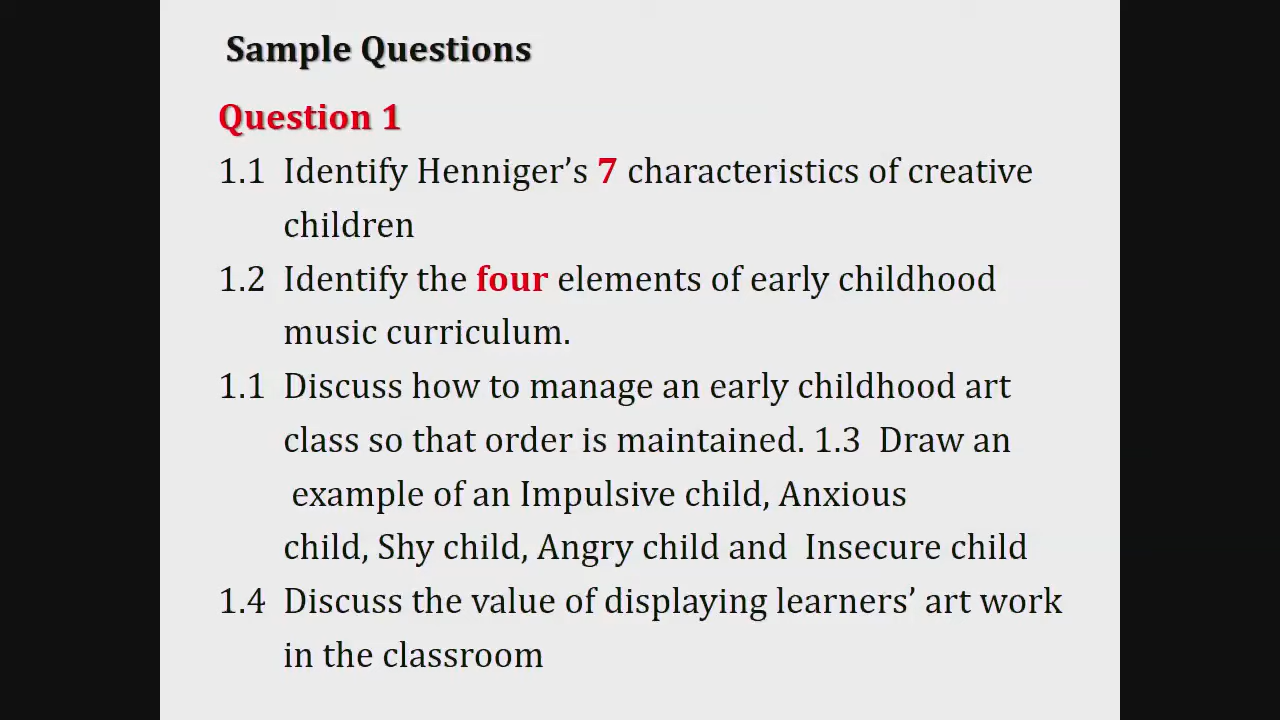 Sample Questions
Question 1
1.1 Identify Henniger’s 7 characteristics of creative
children
1.2 Identify the four elements of early childhood
music curriculum.
1.1 Discuss how to manage an early childhood art
class so that order is maintained. 1.3 Draw an
example of an Impulsive child, Anxious
child, Shy child, Angry child and Insecure child
1.4 Discuss the value of displaying learners’ art work
in the classroom